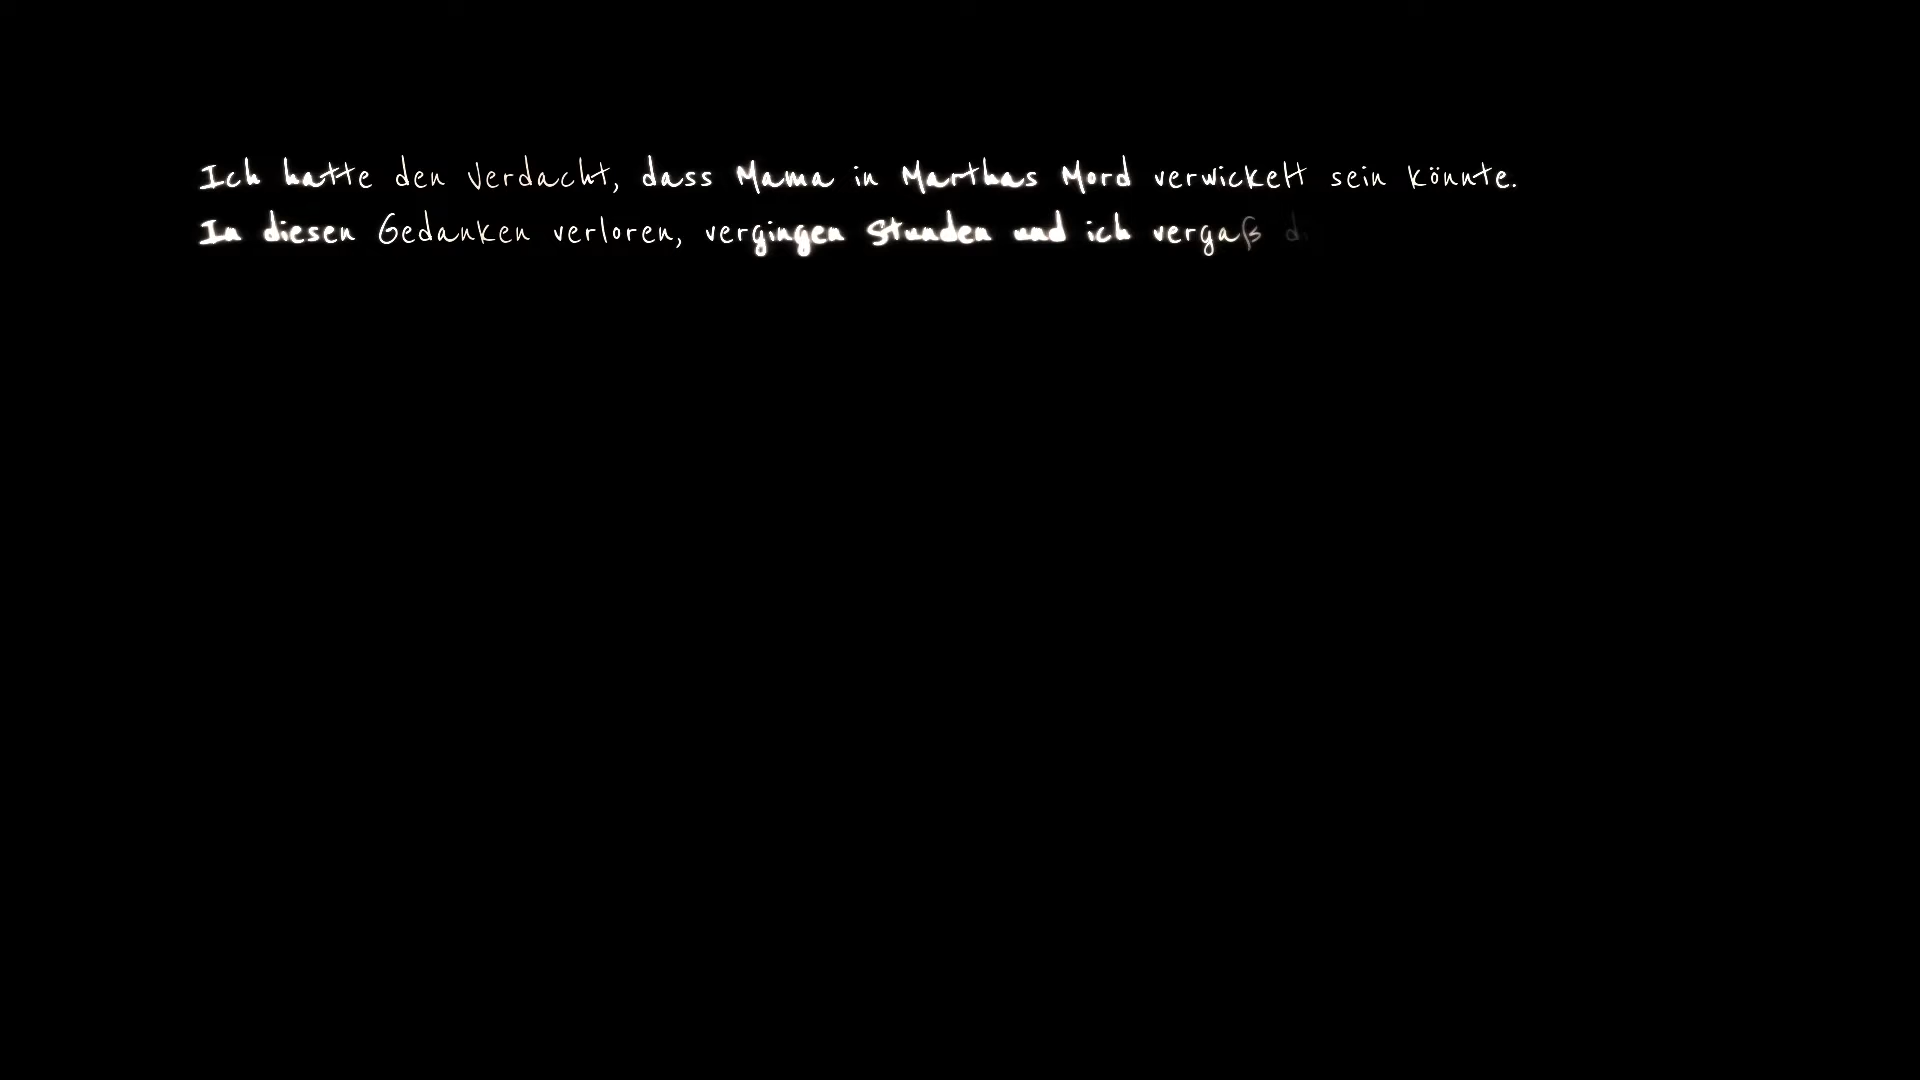 Ich hatte den Verdacht, dass Mama in Marthas Mord verwickelt sein könnte.
In diesen Gedanken verloren, vergingen Stunden und ich vergaß